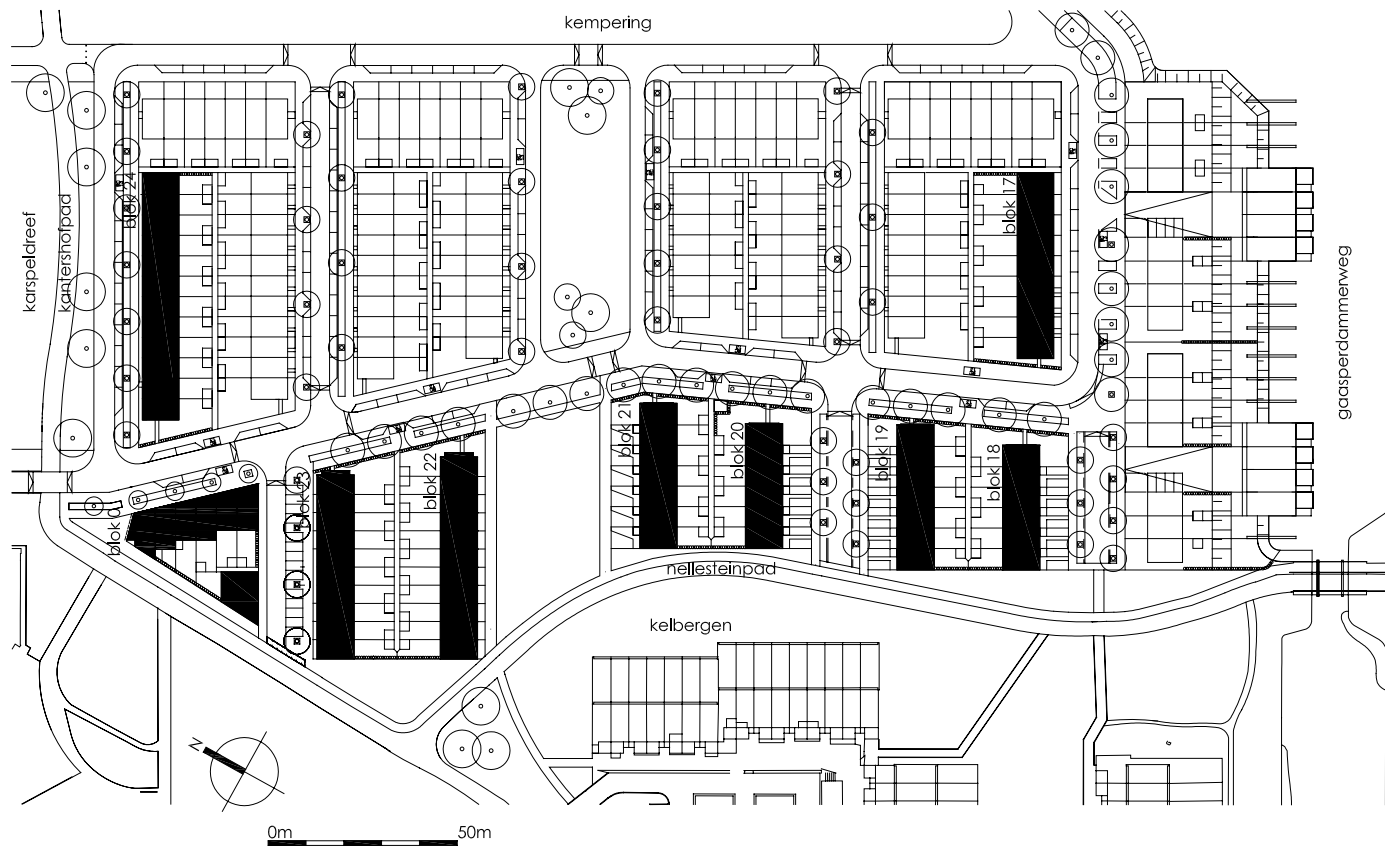 kempering
karspeldreef
kantershofpad
blok 24
blok 17
gaasperdammerweg
blok 21
blok 20
blok 19
blok 18
blok 22
blok 23
blok
nellesteinpad
kelbergen
N
0m
50m